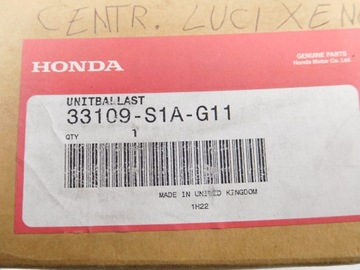 CENTR. LUCI XEN
GENUINE PARTS
Honda Motor Co., Ltd.
HONDA
UNITBALLAST
33109-S1A-G11
QTY 1
MADE IN UNITED KINGDOM
1H22